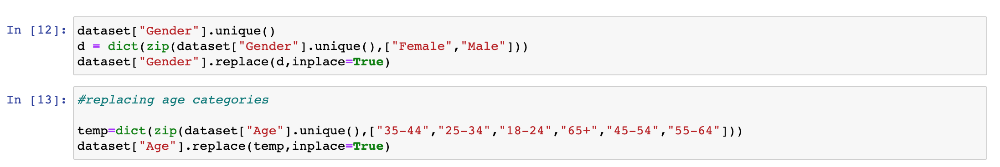 In [12]:
dataset["Gender"].unique()
d = dict(zip(dataset["Gender"].unique(),["Female","Male"]))
dataset["Gender"].replace(d,inplace=True)
In [13]:
#replacing age categories
temp=dict(zip(dataset["Age"].unique(),["35-44","25-34","18-24","65+","45-54","55-64"]))
dataset["Age"].replace(temp,inplace=True)